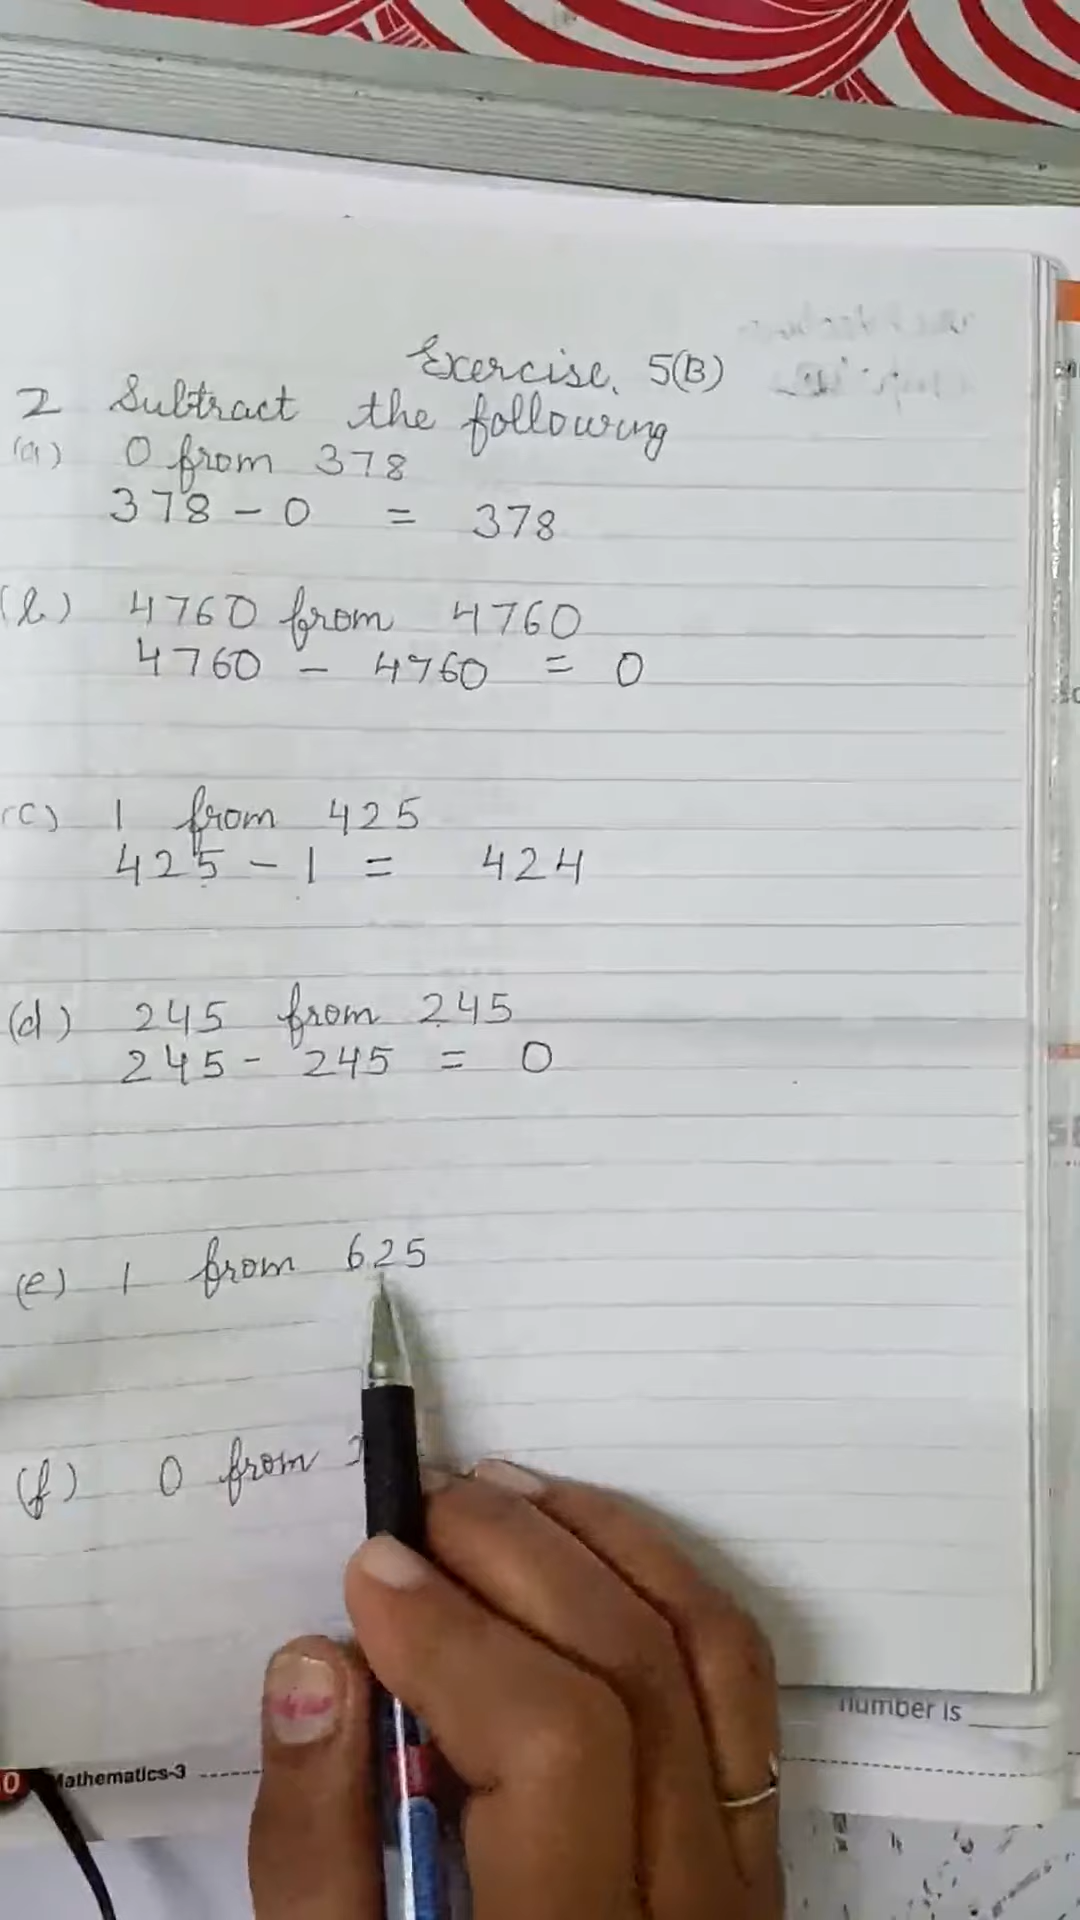 Exercise. 5(B)
2 Subtract the following
(a) 0 from 378
378 - 0 = 378
(b) 4760 from 4760
4760 - 4760 = 0
(c) 1 from 425
425 - 1 = 424
(d) 245 from 245
245 - 245 = 0
(e) 1 from 625
(f) 0 from
number is
0 Mathematics-3